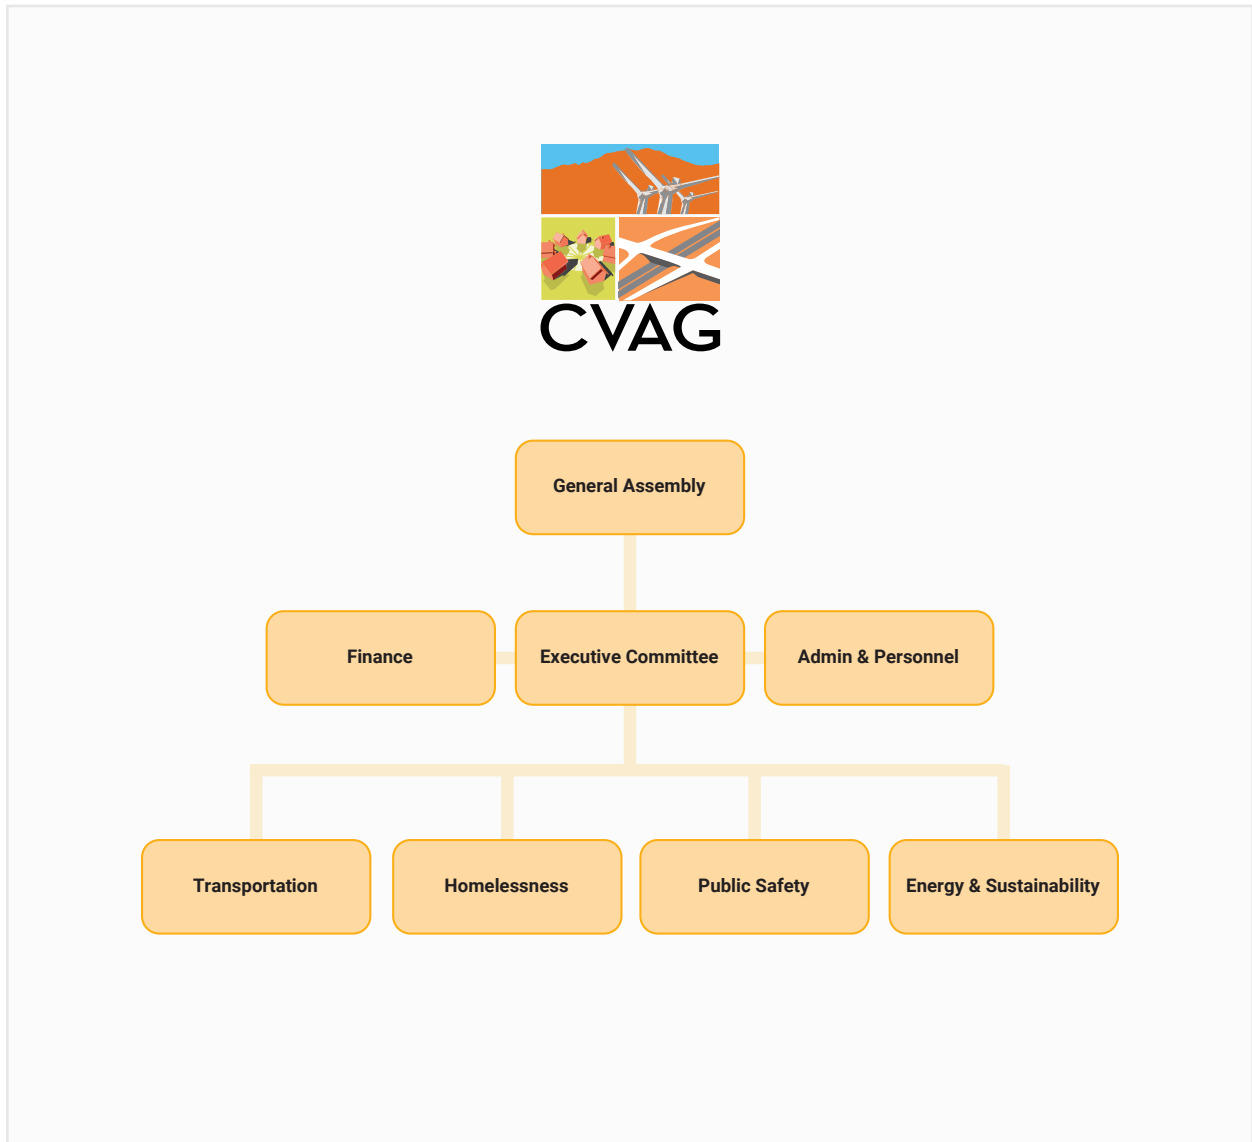 CVAG
General Assembly
Finance
Executive Committee
Admin & Personnel
Transportation
Homelessness
Public Safety
Energy & Sustainability